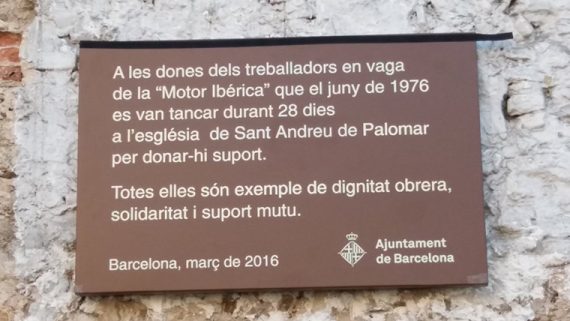 A les dones dels treballadors en vaga
de la “Motor Ibérica” que el juny de 1976
es van tancar durant 28 dies
a l’església de Sant Andreu de Palomar
per donar-hi suport.
Totes elles són exemple de dignitat obrera,
solidaritat i suport mutu.
Barcelona, març de 2016
Ajuntament
de Barcelona